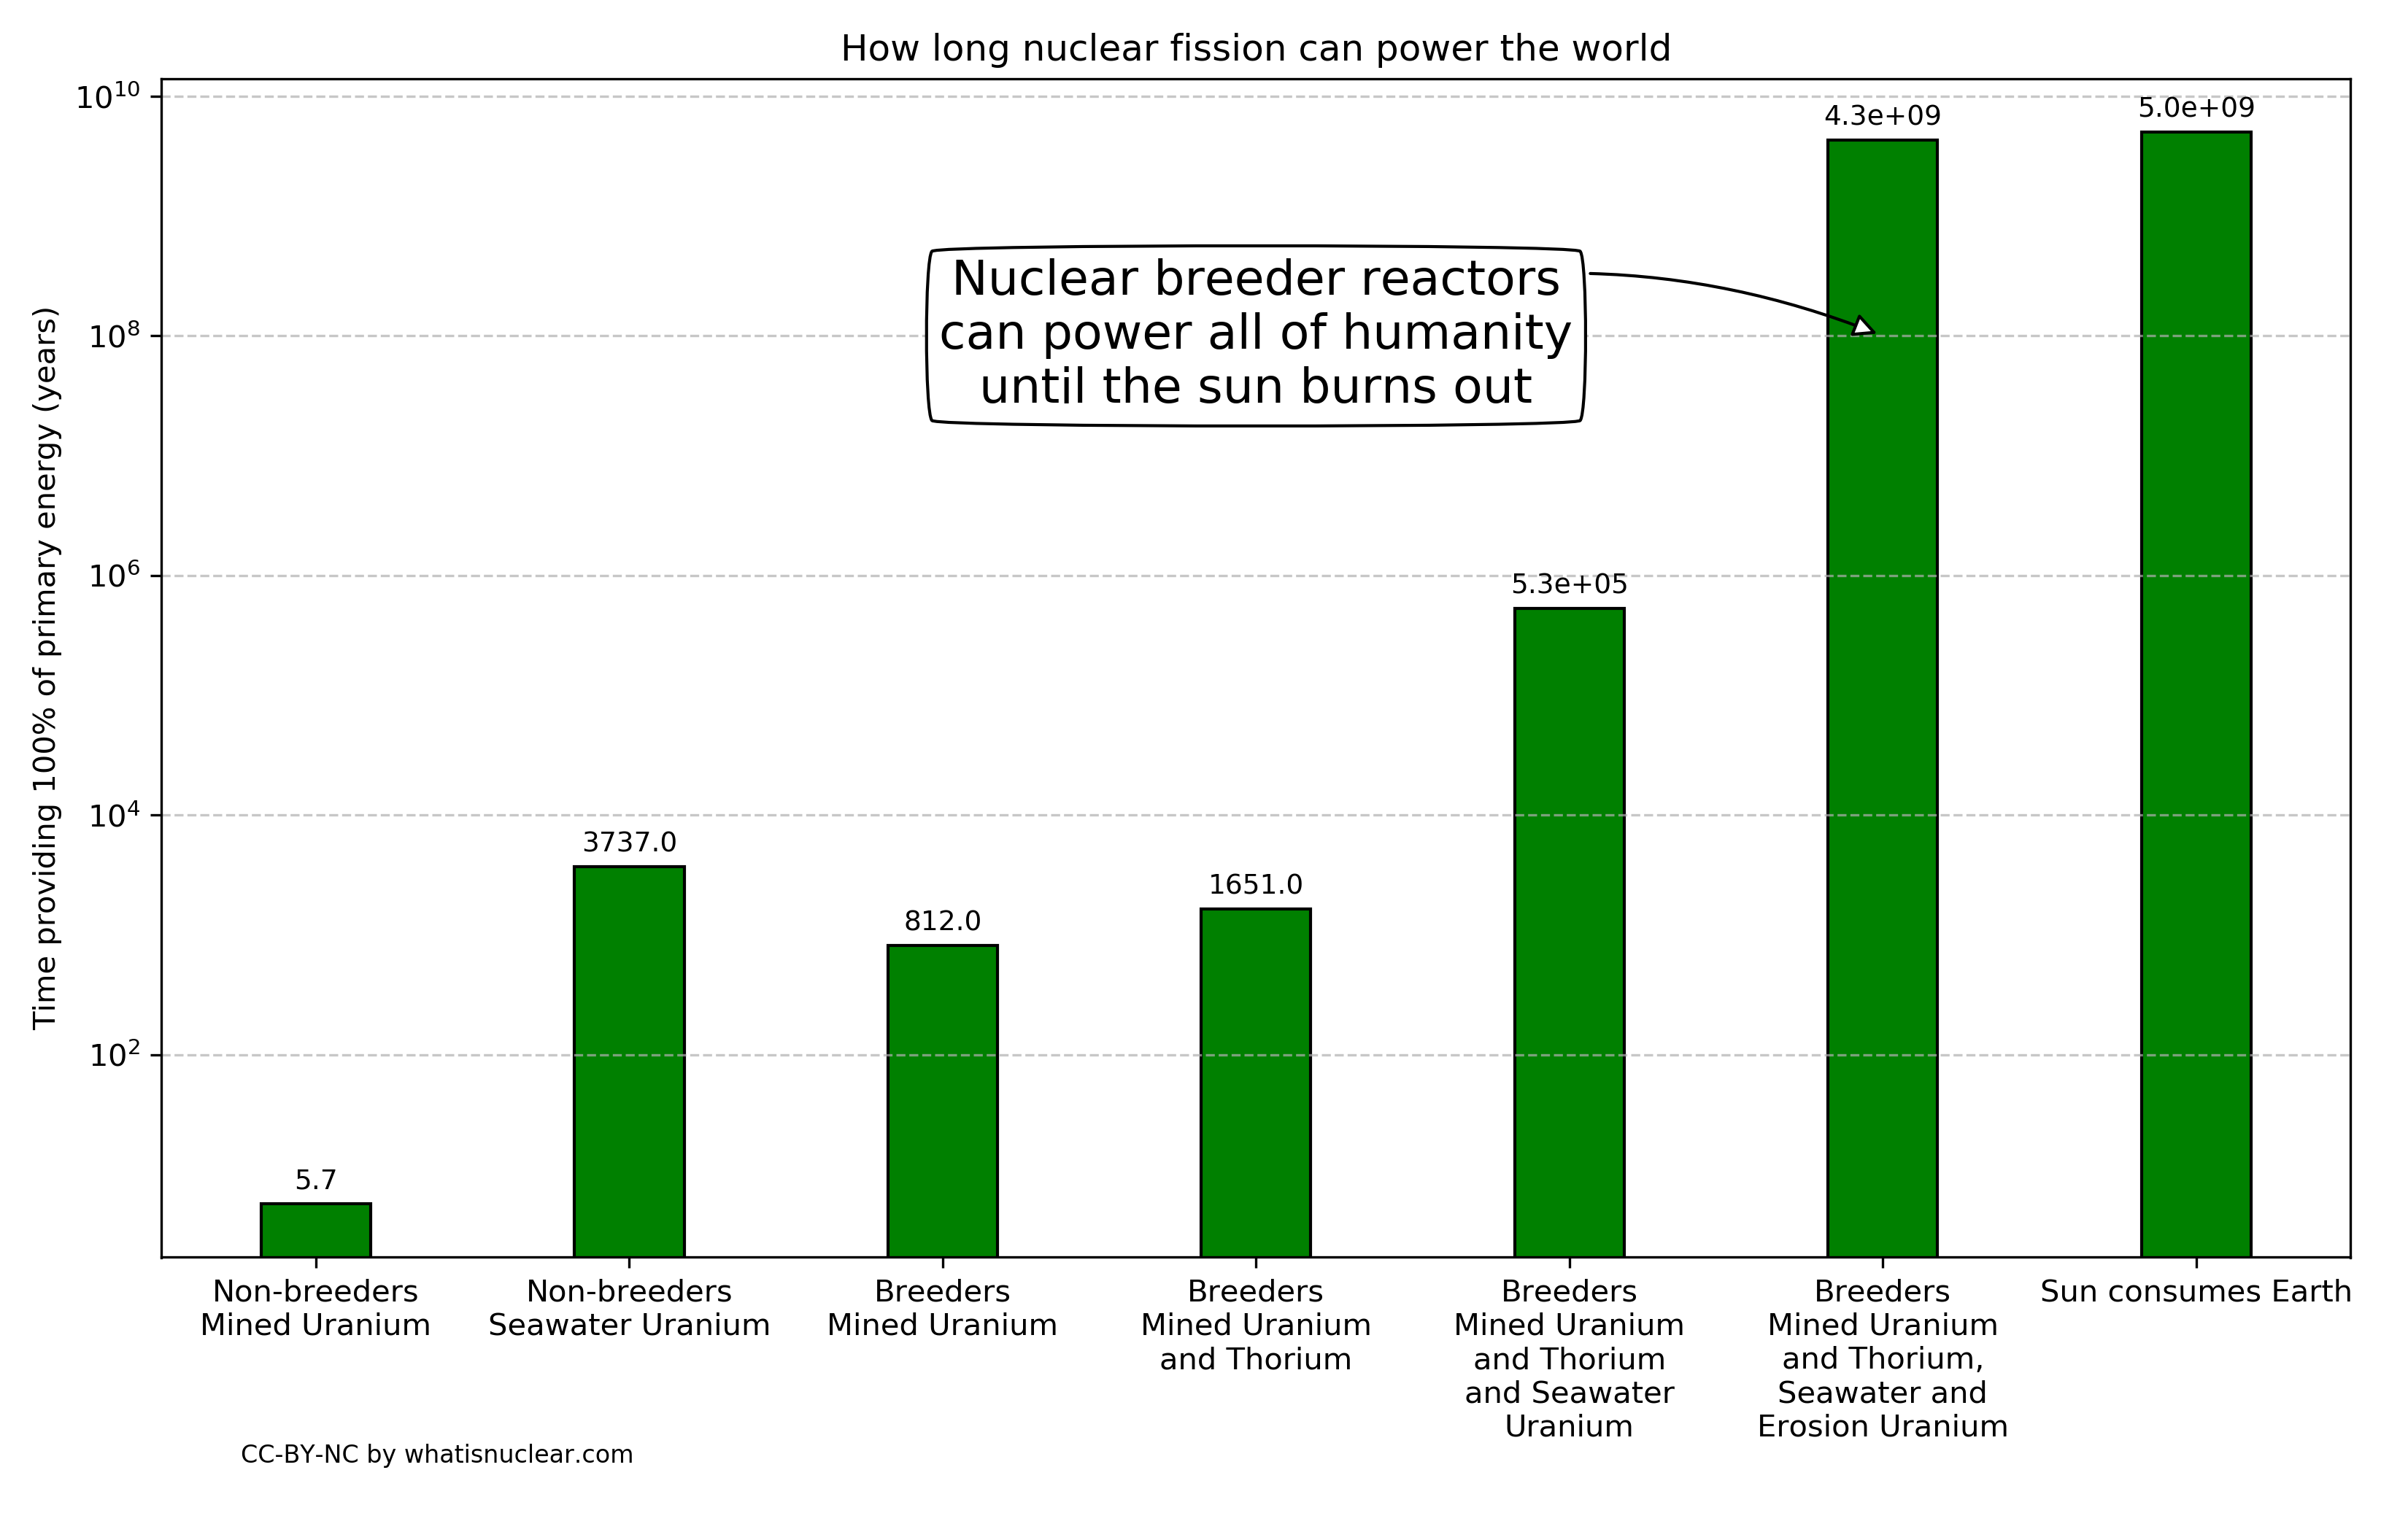 How long nuclear fission can power the world
Time providing 100% of primary energy (years)
10¹⁰
10⁸
10⁶
10⁴
10²
5.7
3737.0
812.0
1651.0
5.3e+05
4.3e+09
5.0e+09
Nuclear breeder reactors
can power all of humanity
until the sun burns out
Non-breeders
Mined Uranium
Non-breeders
Seawater Uranium
Breeders
Mined Uranium
Breeders
Mined Uranium
and Thorium
Breeders
Mined Uranium
and Thorium
and Seawater
Uranium
Breeders
Mined Uranium
and Thorium,
Seawater and
Erosion Uranium
Sun consumes Earth
CC-BY-NC by whatisnuclear.com